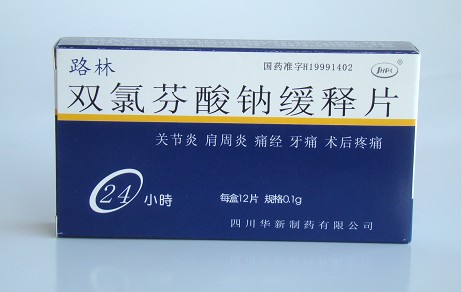 国药准字H19991402
路林
双氯芬酸钠缓释片
关节炎 肩周炎 痛经 牙痛 术后疼痛
24小時
每盒12片 规格0.1g
四川华新制药有限公司